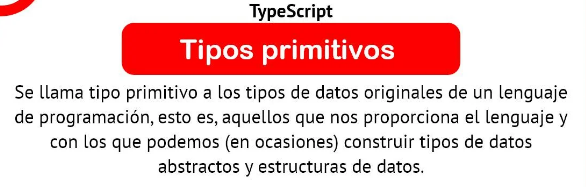 TypeScript
Tipos primitivos
Se llama tipo primitivo a los tipos de datos originales de un lenguaje
de programación, esto es, aquellos que nos proporciona el lenguaje y
con los que podemos (en ocasiones) construir tipos de datos
abstractos y estructuras de datos.